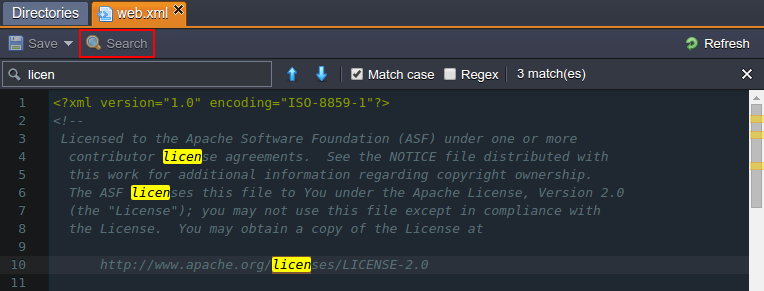 Directories web.xml
Save Search Refresh
licen Match case Regex 3 match(es)
1 <?xml version="1.0" encoding="ISO-8859-1"?>
2 <!--
3 Licensed to the Apache Software Foundation (ASF) under one or more
4 contributor license agreements.  See the NOTICE file distributed with
5 this work for additional information regarding copyright ownership.
6 The ASF licenses this file to You under the Apache License, Version 2.0
7 (the "License"); you may not use this file except in compliance with
8 the License.  You may obtain a copy of the License at
9
10 http://www.apache.org/licenses/LICENSE-2.0
11